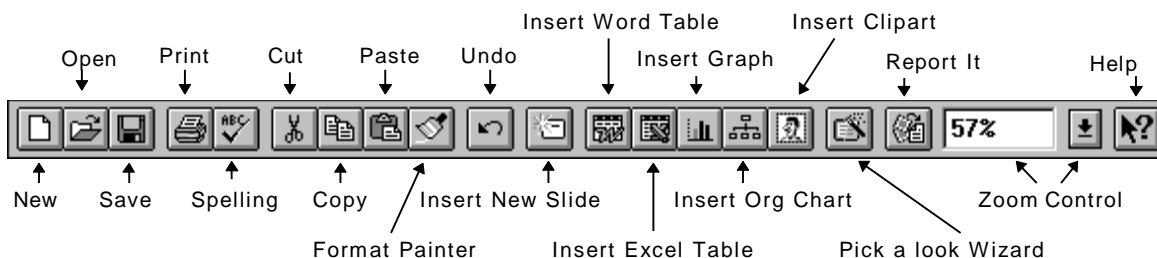 Insert Word Table Insert Clipart
Open Print Cut Paste Undo Insert Graph Report It Help
ABC 57% ?
New Save Spelling Copy Insert New Slide Insert Org Chart Zoom Control
Format Painter Insert Excel Table Pick a look Wizard